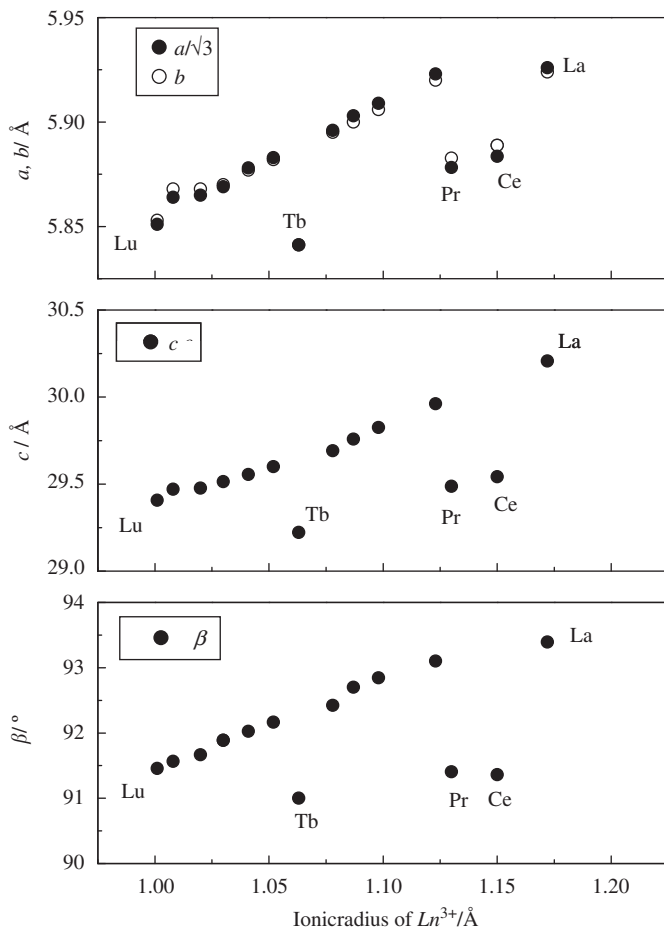 5.95
a/√3
b
La
5.90
a, b/ Å
Ce
Pr
5.85
Tb
Lu
30.5
c
La
30.0
c / Å
29.5
Lu
Tb
Pr
Ce
29.0
94
β
La
93
β/°
92
Lu
91
Tb
Pr
Ce
90
1.00 1.05 1.10 1.15 1.20
Ionicradius of Ln³⁺/Å